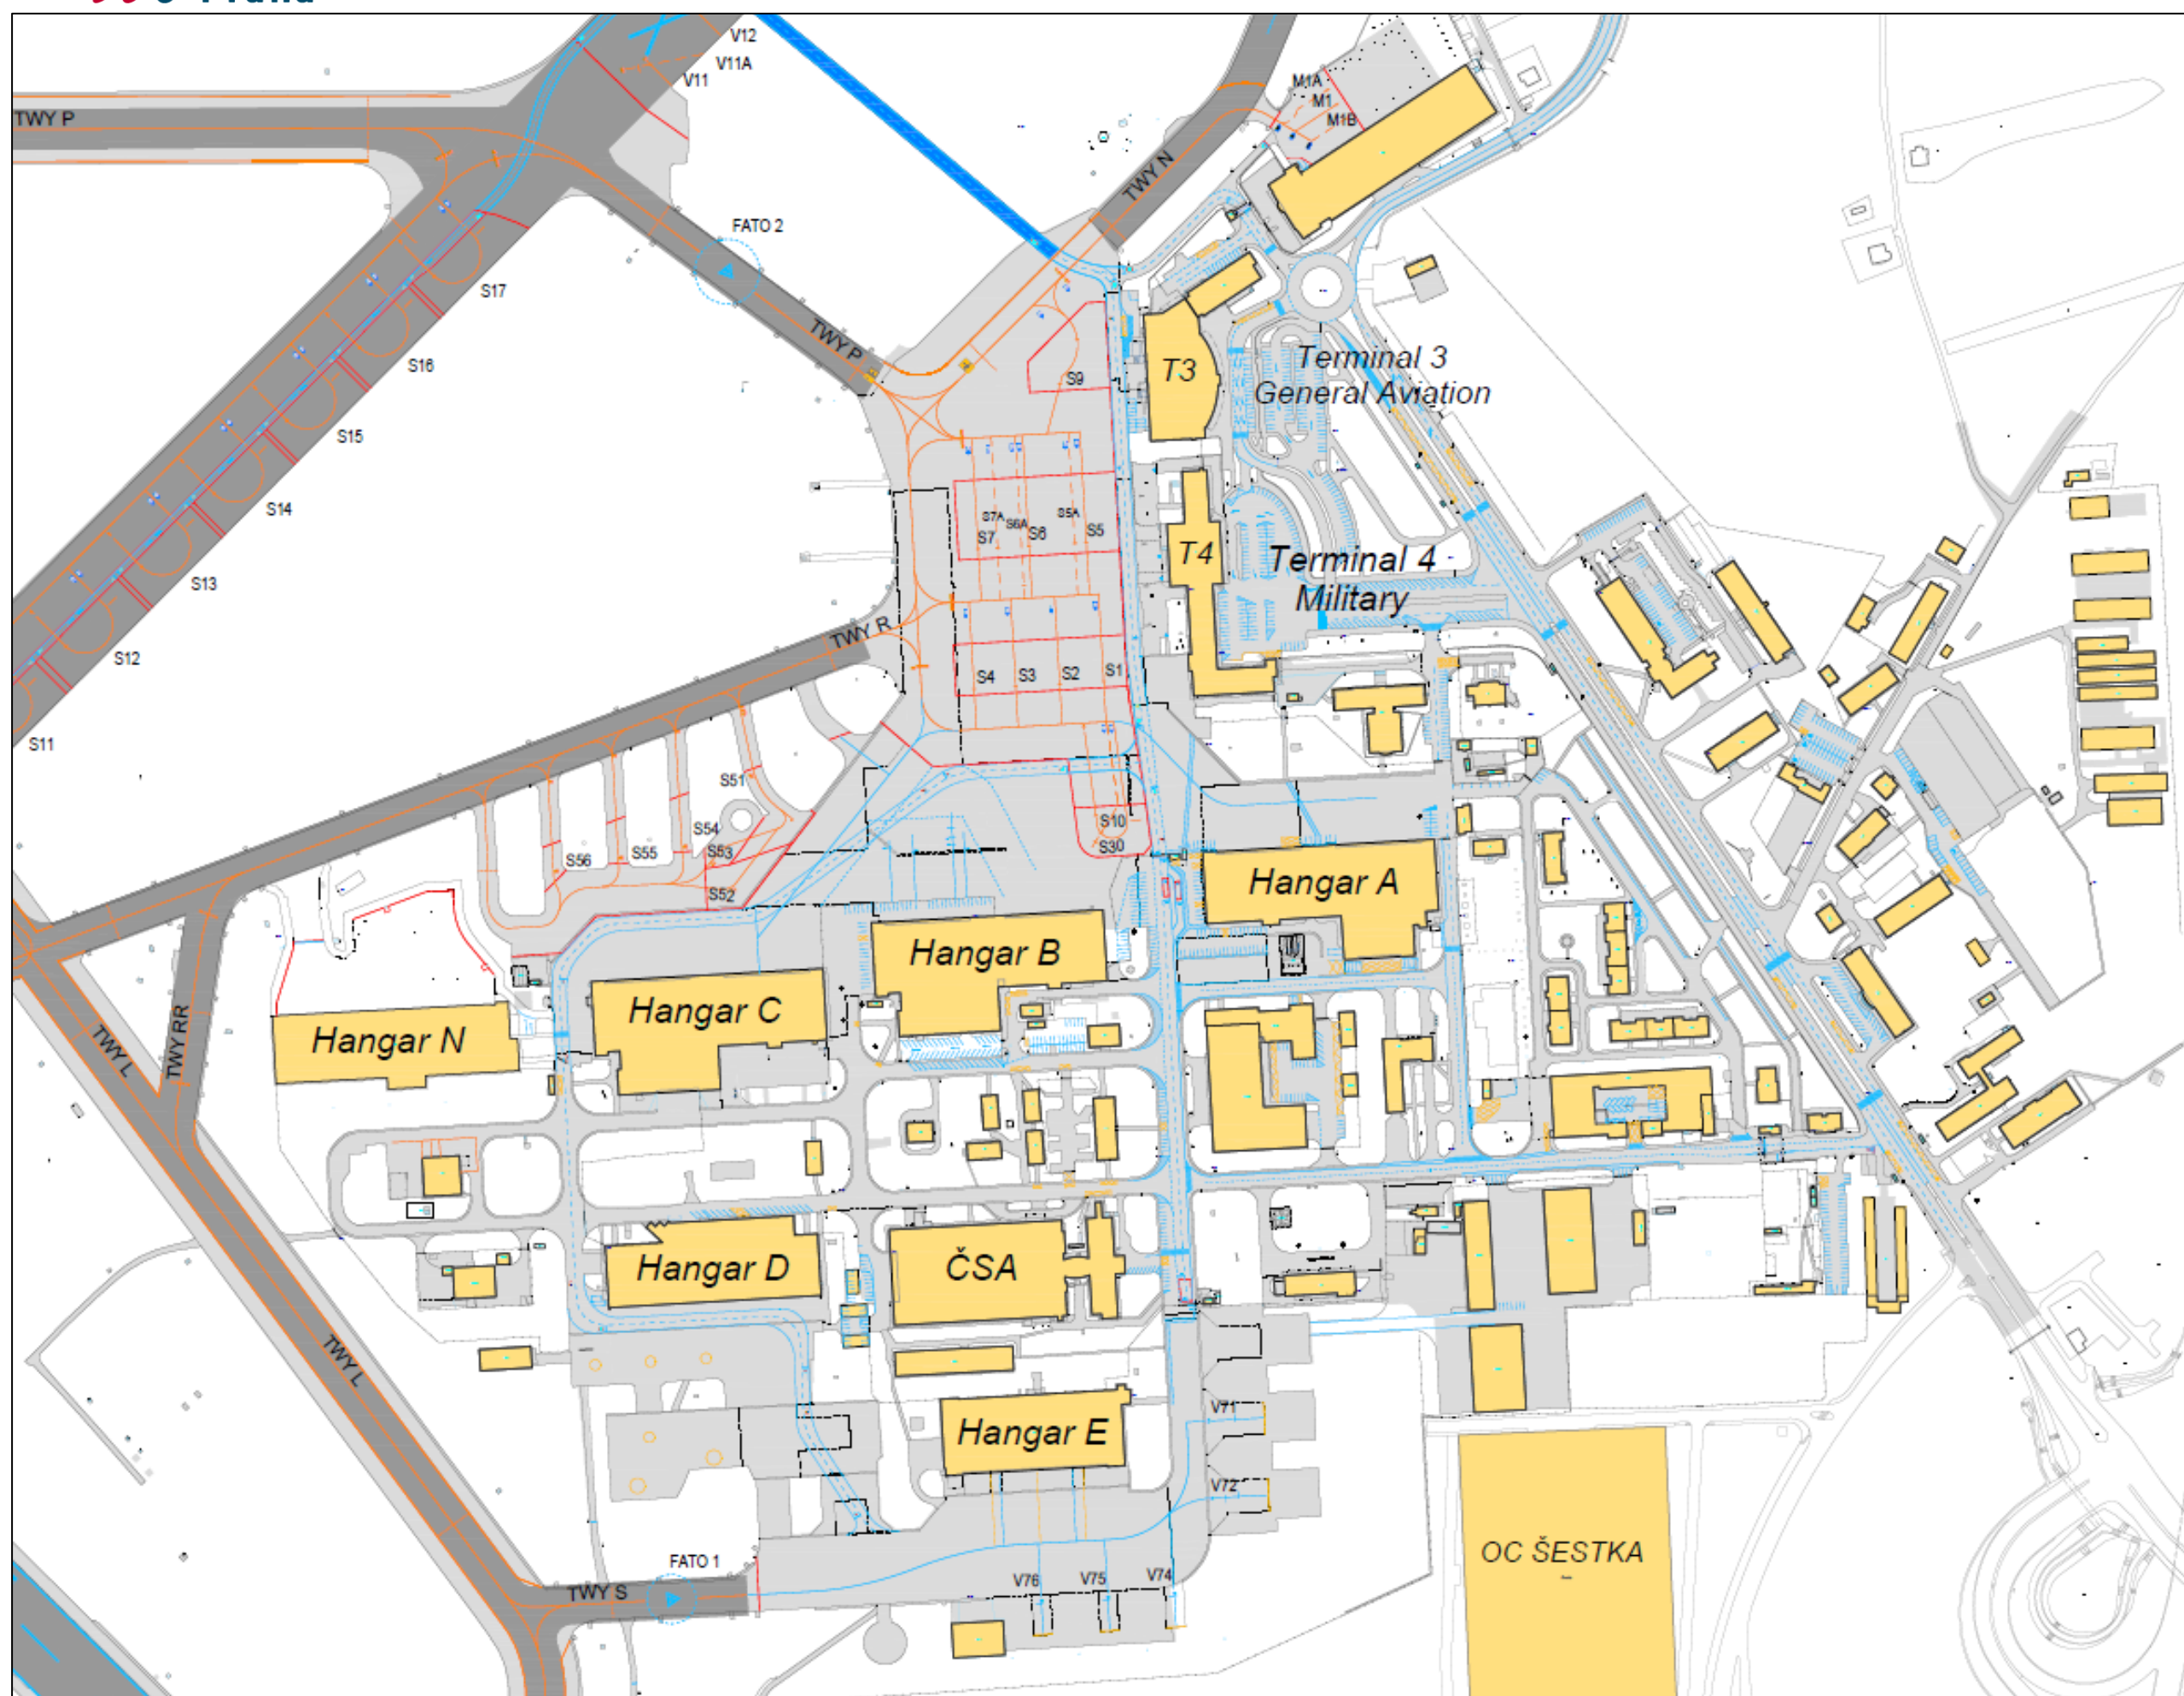 V12
V11A
V11
M1A
M1
M1B
TWY P
TWY N
FATO 2
S17
TWY P
T3
Terminal 3
General Aviation
S16
S9
S15
S14
S7A
S6A
S5A
S7
S6
S5
T4
Terminal 4
Military
S13
S12
TWY R
S4
S3
S2
S1
S11
S51
S10
S30
S54
S53
S55
S56
S52
Hangar A
Hangar B
Hangar C
Hangar N
TWY L
TWY RR
Hangar D
ČSA
TWY L
V71
Hangar E
V72
OC ŠESTKA
FATO 1
TWY S
V76
V75
V74